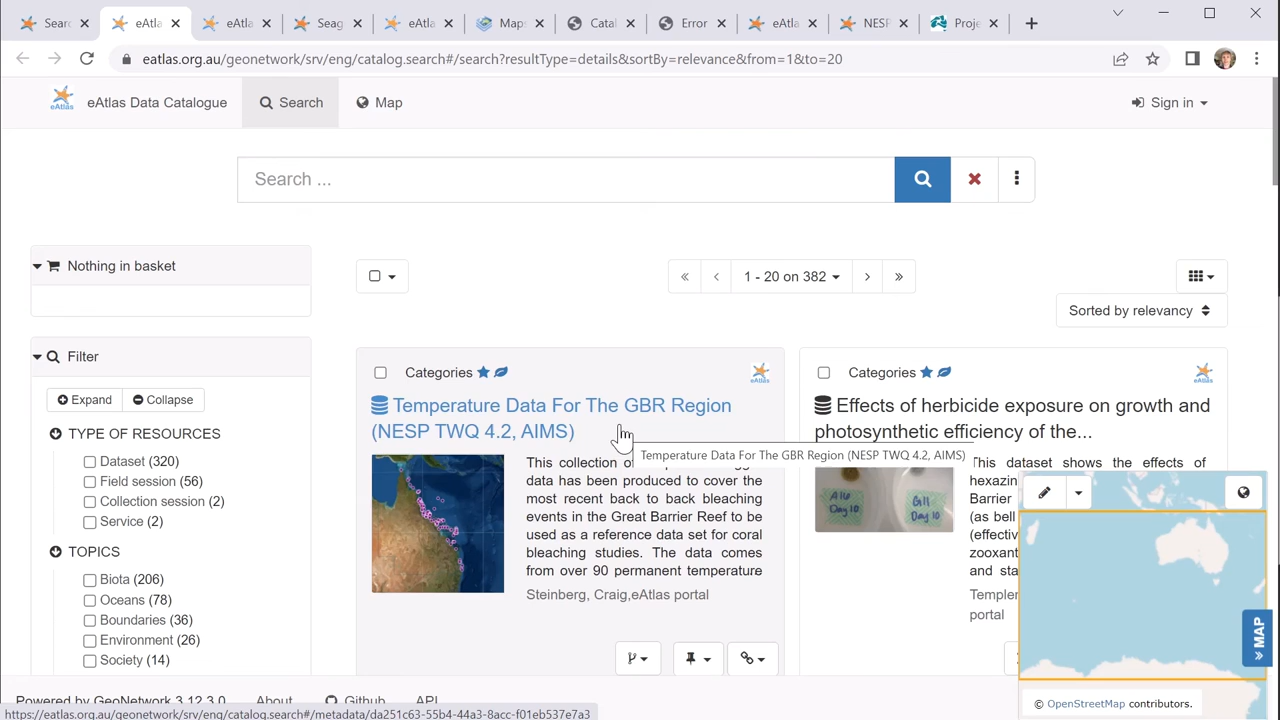 Searc
eAtla
eAtla
Seag
eAtla
Maps
Catal
Error
eAtla
NESP
Proje
eatlas.org.au/geonetwork/srv/eng/catalog.search#/search?resultType=details&sortBy=relevance&from=1&to=20
eAtlas
eAtlas Data Catalogue
Search
Map
Sign in
Search ...
Nothing in basket
1 - 20 on 382
Sorted by relevancy
Filter
Expand
Collapse
TYPE OF RESOURCES
Dataset (320)
Field session (56)
Collection session (2)
Service (2)
TOPICS
Biota (206)
Oceans (78)
Boundaries (36)
Environment (26)
Society (14)
Categories
Temperature Data For The GBR Region
(NESP TWQ 4.2, AIMS)
Temperature Data For The GBR Region (NESP TWQ 4.2, AIMS)
This collection of
data has been produced to cover the
most recent back to back bleaching
events in the Great Barrier Reef to be
used as a reference data set for coral
bleaching studies. The data comes
from over 90 permanent temperature
Steinberg, Craig,eAtlas portal
Categories
Effects of herbicide exposure on growth and
photosynthetic efficiency of the...
A16
Day 10
G11
Day 10
This dataset shows the effects of
hexazin
Barrier
(as bell
(effectiv
zooxant
and sta
Templer
portal
MAP
© OpenStreetMap contributors.
Powered by GeoNetwork 3.12.3.0
About
Github
API
https://eatlas.org.au/geonetwork/srv/eng/catalog.search#/metadata/da251c63-55b4-44a3-8acc-f01eb537e7a3